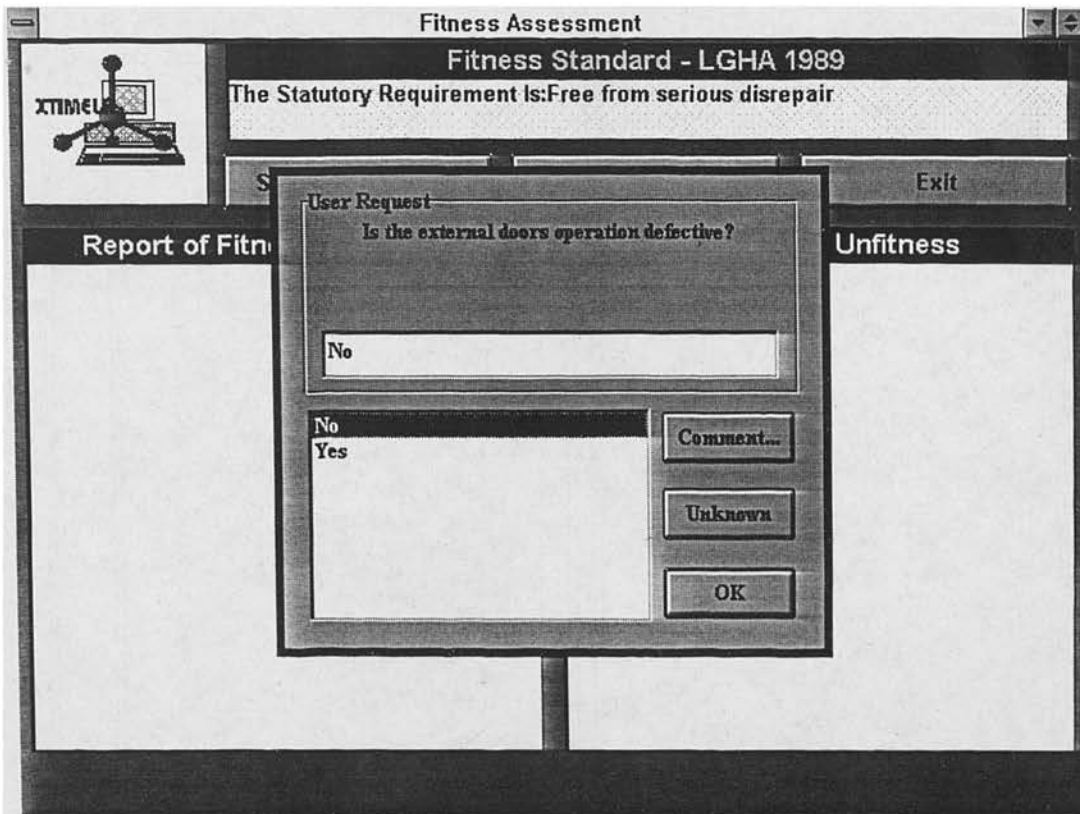 Fitness Assessment
Fitness Standard - LGHA 1989
XTIMEL
The Statutory Requirement Is:Free from serious disrepair
Exit
User Request
Is the external doors operation defective?
Report of
Unfitness
No
No
Yes
Comment...
Unknown
OK